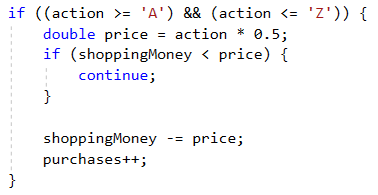 if ((action >= 'A') && (action <= 'Z')) {
    double price = action * 0.5;
    if (shoppingMoney < price) {
        continue;
    }

    shoppingMoney -= price;
    purchases++;
}